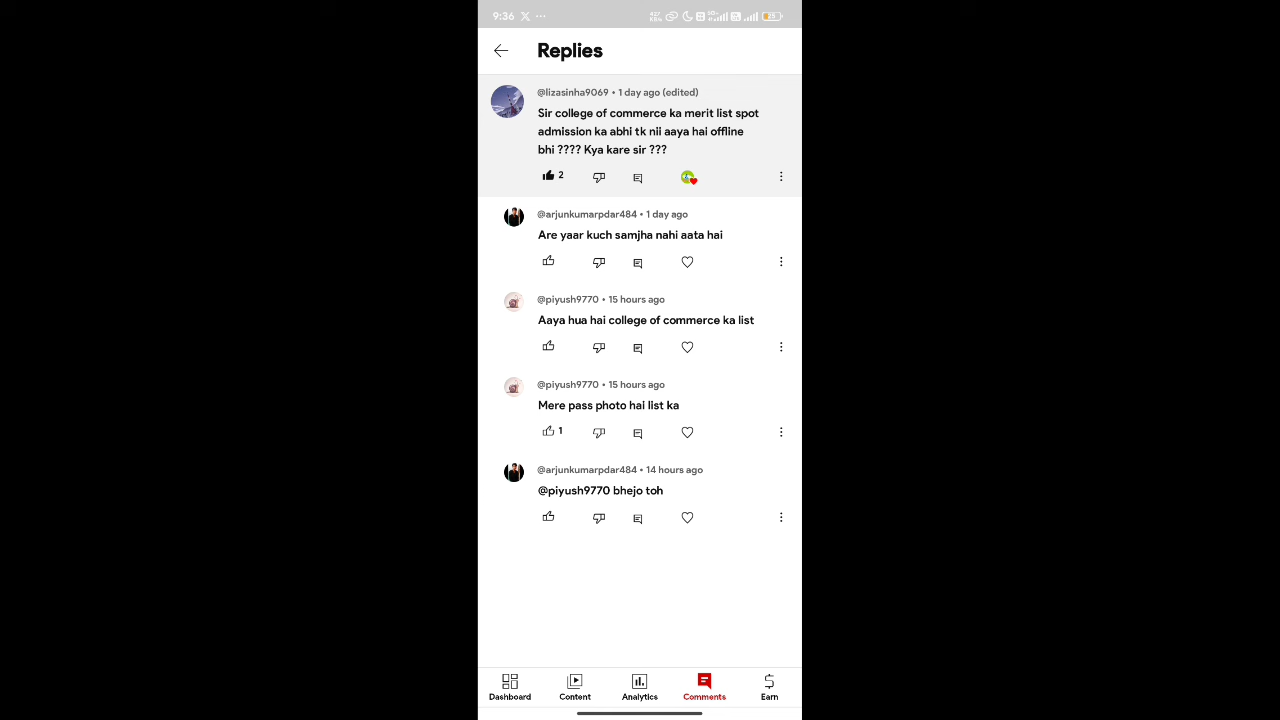 9:36
Replies
@lizasinha9069 • 1 day ago (edited)
Sir college of commerce ka merit list spot
admission ka abhi tk nii aaya hai offline
bhi ???? Kya kare sir ???
2
@arjunkumarpdar484 • 1 day ago
Are yaar kuch samjha nahi aata hai
@piyush9770 • 15 hours ago
Aaya hua hai college of commerce ka list
@piyush9770 • 15 hours ago
Mere pass photo hai list ka
1
@arjunkumarpdar484 • 14 hours ago
@piyush9770 bhejo toh
Dashboard Content Analytics Comments Earn